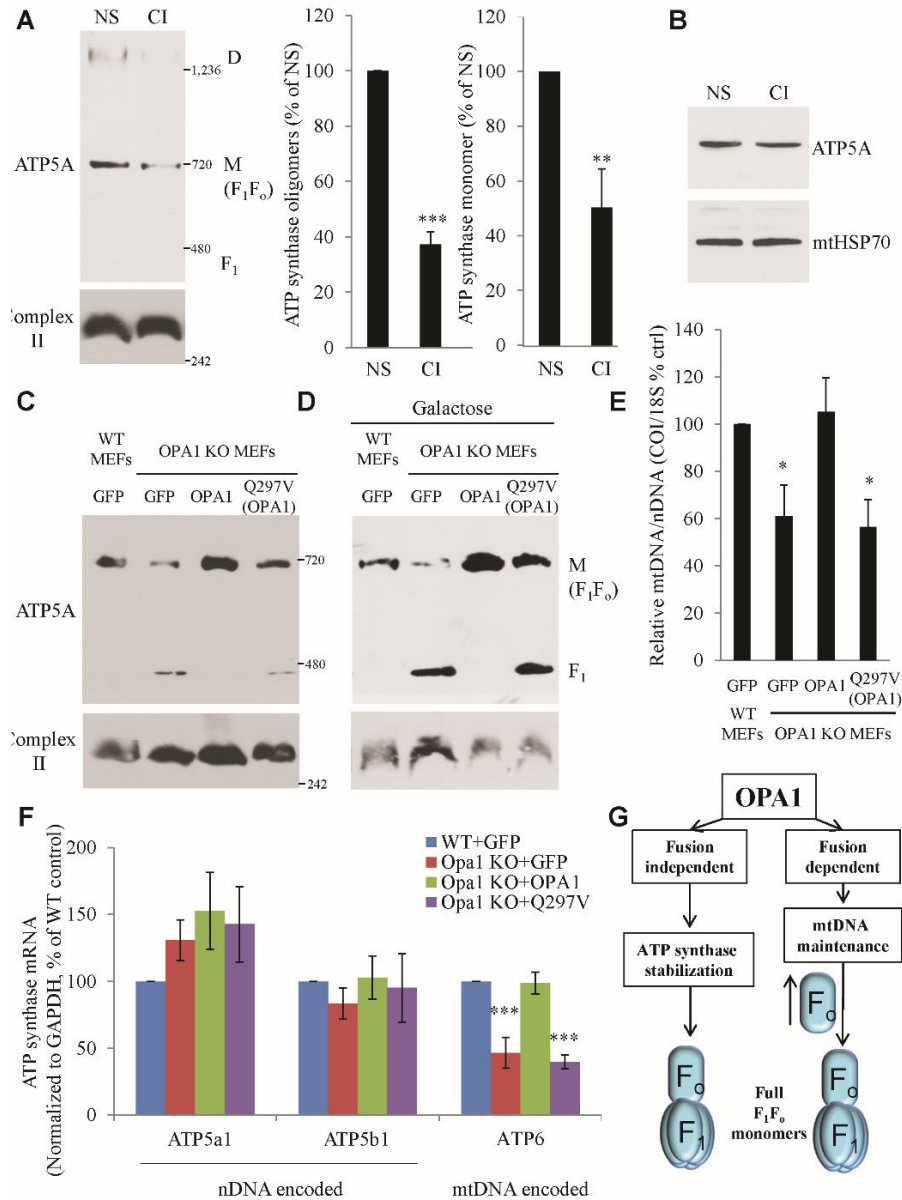 A
NS CI
D
1,236
ATP5A
720
M
(F₁Fₒ)
480
F₁
Complex
II
242
ATP synthase oligomers (% of NS)
100
80
60
40
20
0
***
NS CI
ATP synthase monomer (% of NS)
100
80
60
40
20
0
**
NS CI
B
NS CI
ATP5A
mtHSP70
C
WT
MEFs
OPA1 KO MEFs
GFP GFP OPA1 Q297V
(OPA1)
ATP5A
720
480
Complex
II
242
D
Galactose
WT
MEFs
OPA1 KO MEFs
GFP GFP OPA1 Q297V
(OPA1)
M
(F₁Fₒ)
F₁
E
Relative mtDNA/nDNA (COI/18S % ctrl)
140
120
100
80
60
40
20
0
* *
GFP GFP OPA1 Q297V
(OPA1)
WT
MEFs
OPA1 KO MEFs
F
ATP synthase mRNA
(Normalized to GAPDH, % of WT control)
200
150
100
50
0
WT+GFP
Opa1 KO+GFP
Opa1 KO+OPA1
Opa1 KO+Q297V
***
***
ATP5a1 ATP5b1 ATP6
nDNA encoded mtDNA encoded
G
OPA1
Fusion
independent
Fusion
dependent
ATP synthase
stabilization
mtDNA
maintenance
Fₒ
Fₒ
F₁
Full
F₁Fₒ
monomers
Fₒ
F₁